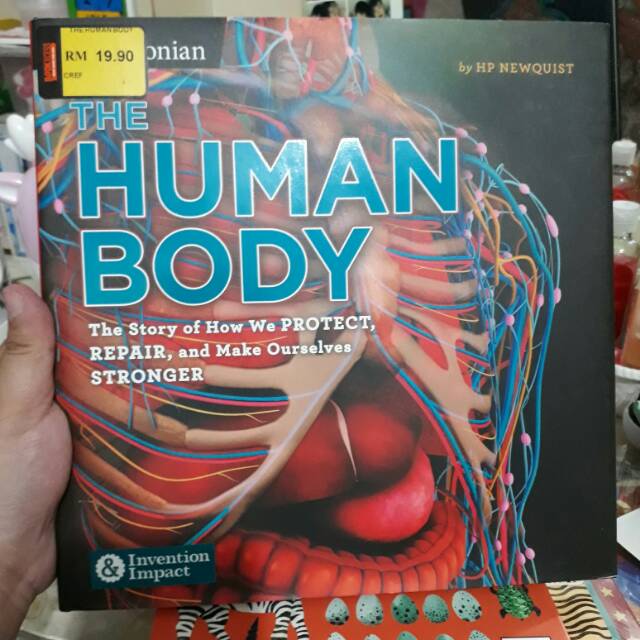 THE HUMAN BODY
RM 19.90
CREF
onian
by HP NEWQUIST
THE
HUMAN
BODY
The Story of How We PROTECT,
REPAIR, and Make Ourselves
STRONGER
& Invention
Impact